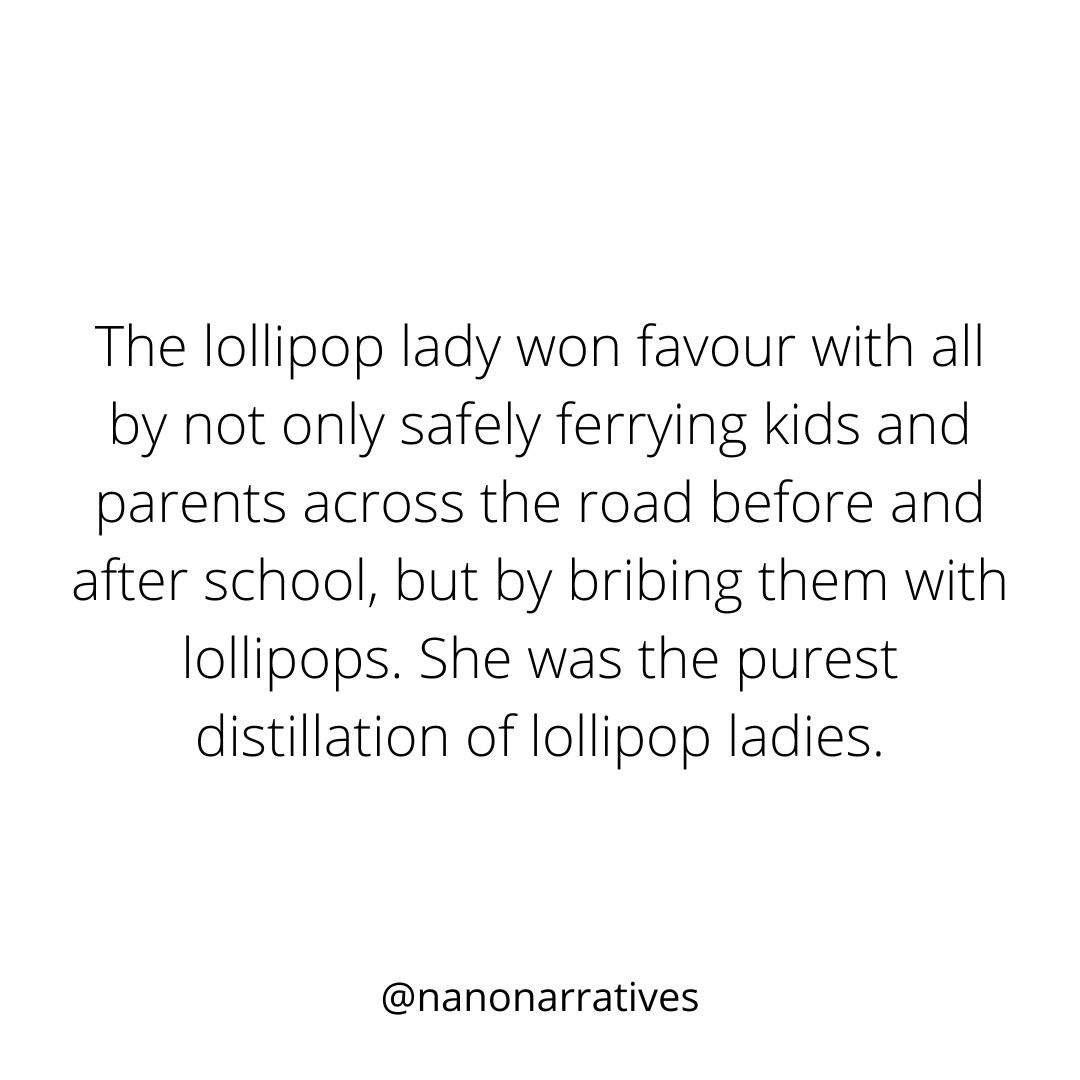 The lollipop lady won favour with all
by not only safely ferrying kids and
parents across the road before and
after school, but by bribing them with
lollipops. She was the purest
distillation of lollipop ladies.
@nanonarratives